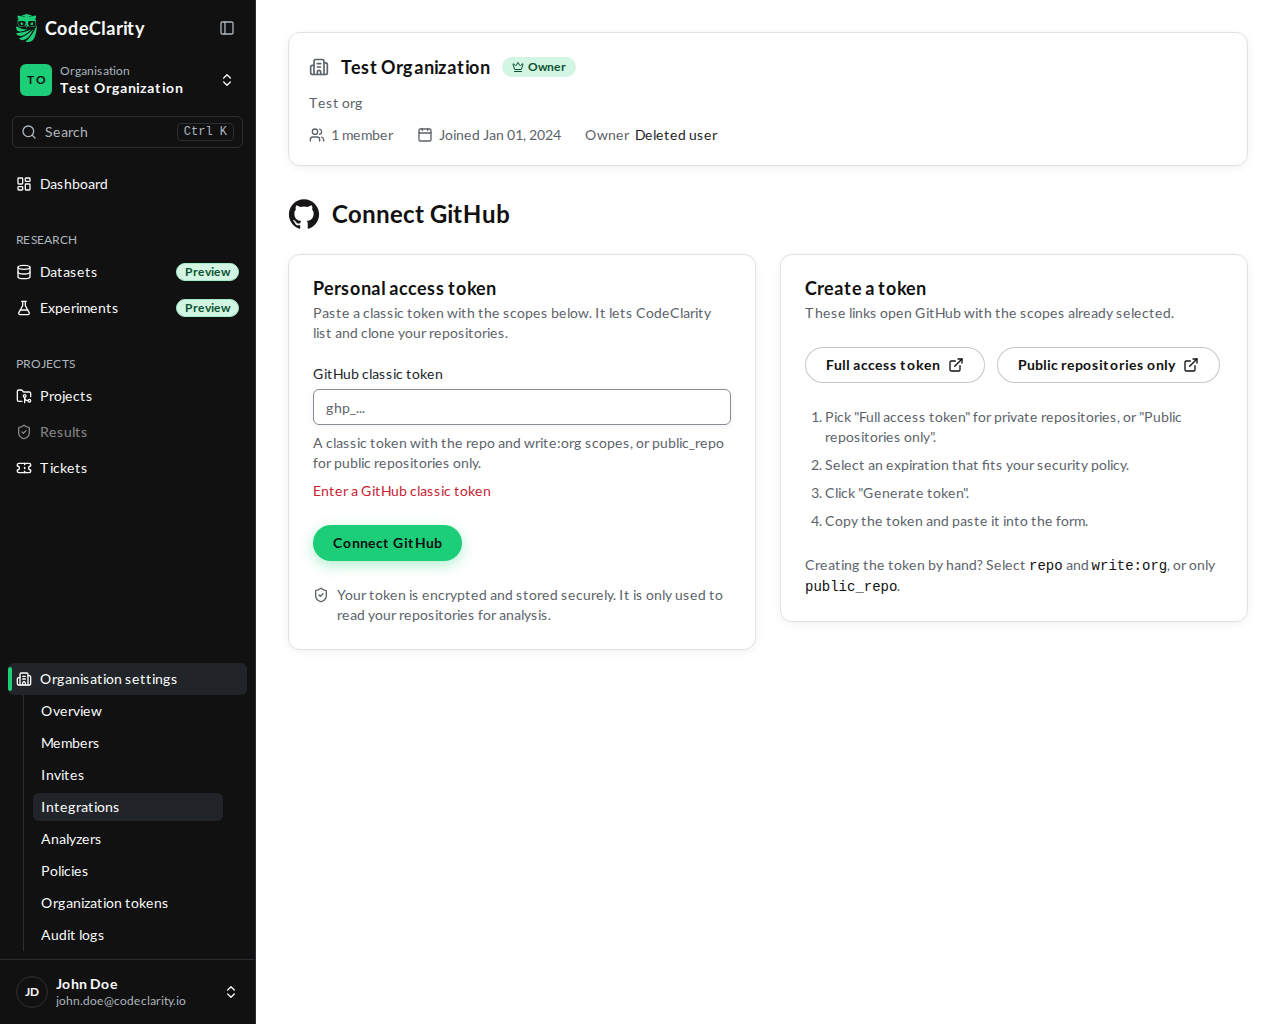 CodeClarity
TO
Organisation
Test Organization
Search
Ctrl K
Dashboard
RESEARCH
Datasets
Preview
Experiments
Preview
PROJECTS
Projects
Results
Tickets
Organisation settings
Overview
Members
Invites
Integrations
Analyzers
Policies
Organization tokens
Audit logs
JD
John Doe
john.doe@codeclarity.io
Test Organization
Owner
Test org
1 member
Joined Jan 01, 2024
Owner Deleted user
Connect GitHub
Personal access token
Paste a classic token with the scopes below. It lets CodeClarity
list and clone your repositories.
GitHub classic token
ghp_...
A classic token with the repo and write:org scopes, or public_repo
for public repositories only.
Enter a GitHub classic token
Connect GitHub
Your token is encrypted and stored securely. It is only used to
read your repositories for analysis.
Create a token
These links open GitHub with the scopes already selected.
Full access token
Public repositories only
1. Pick "Full access token" for private repositories, or "Public
repositories only".
2. Select an expiration that fits your security policy.
3. Click "Generate token".
4. Copy the token and paste it into the form.
Creating the token by hand? Select repo and write:org, or only
public_repo.